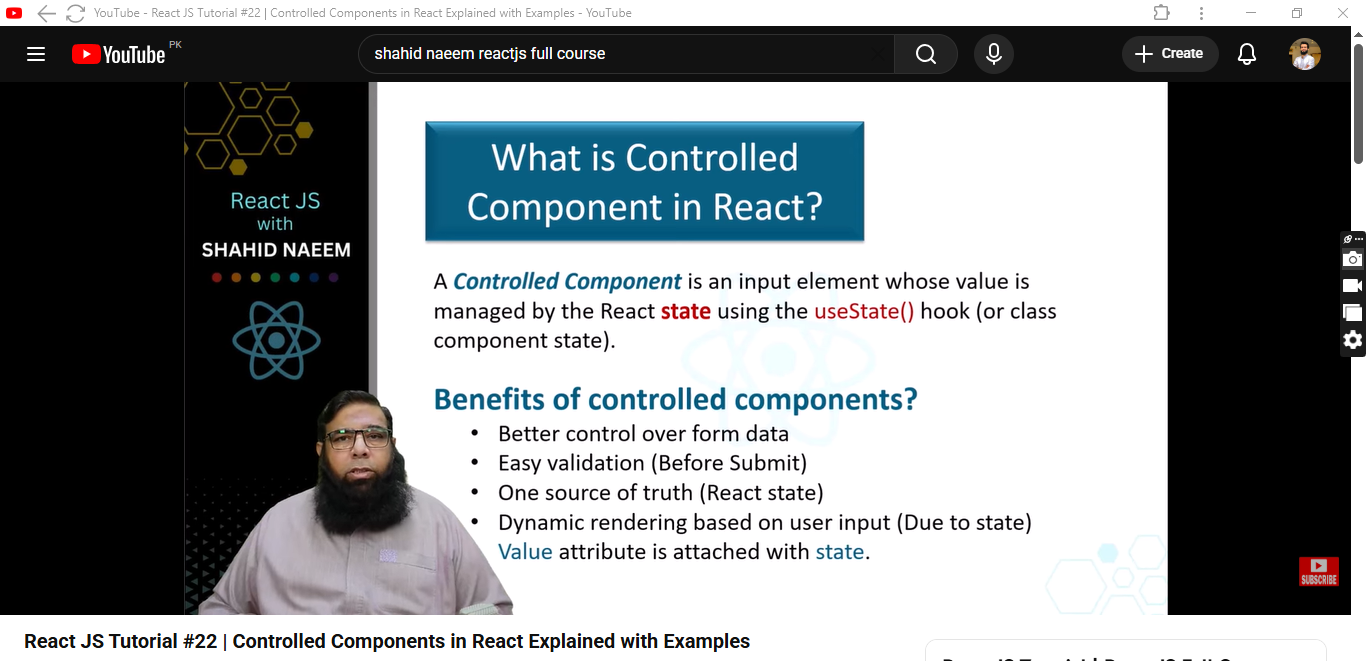 YouTube - React JS Tutorial #22 | Controlled Components in React Explained with Examples - YouTube
YouTube PK
shahid naeem reactjs full course
Create
React JS
with
SHAHID NAEEM
What is Controlled
Component in React?
A Controlled Component is an input element whose value is
managed by the React state using the useState() hook (or class
component state).
Benefits of controlled components?
• Better control over form data
• Easy validation (Before Submit)
• One source of truth (React state)
• Dynamic rendering based on user input (Due to state)
Value attribute is attached with state.
SUBSCRIBE
React JS Tutorial #22 | Controlled Components in React Explained with Examples